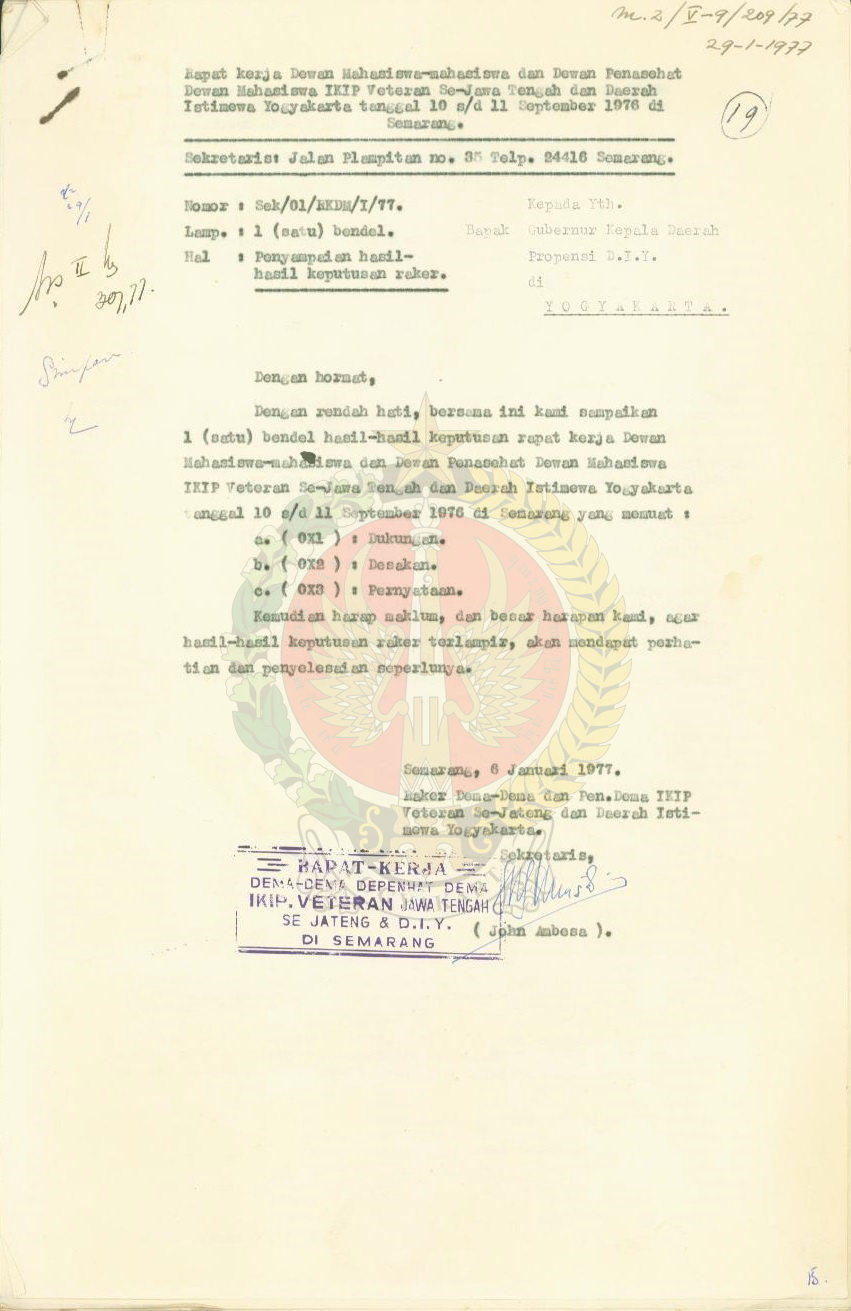 m.2/V-9/209/77
29-1-1977
19
Rapat kerja Dewan Mahasiswa-mahasiswa dan Dewan Penasehat
Dewan Mahasiswa IKIP Veteran Se-Jawa Tengah dan Daerah
Istimewa Yogyakarta tanggal 10 s/d 11 September 1976 di
Semarang.
Sekretaris: Jalan Plampitan no. 35 Telp. 24416 Semarang.
Nomor : Sek/01/RKDM/I/77.
Lamp. : 1 (satu) bendel.
Hal : Penyampaian hasil-
hasil keputusan raker.
Kepada Yth.
Bapak Gubernur Kepala Daerah
Propensi D.I.Y.
di
YOGYAKARTA.
29/1
II
Simpan
Dengan hormat,
Dengan rendah hati, bersama ini kami sampaikan
1 (satu) bendel hasil-hasil keputusan rapat kerja Dewan
Mahasiswa-mahasiswa dan Dewan Penasehat Dewan Mahasiswa
IKIP Veteran Se-Jawa Tengah dan Daerah Istimewa Yogyakarta
tanggal 10 s/d 11 September 1976 di Semarang yang memuat :
a. ( OX1 ) : Dukungan.
b. ( OX2 ) : Desakan.
c. ( OX3 ) : Pernyataan.
Kemudian harap maklum, dan besar harapan kami, agar
hasil-hasil keputusan raker terlampir, akan mendapat perha-
tian dan penyelesaian seperlunya.
Semarang, 6 Januari 1977.
Raker Dema-Dema dan Pen.Dema IKIP
Veteran Se-Jateng dan Daerah Isti-
mewa Yogyakarta.
Sekretaris,
( John Ambesa ).
RAPAT-KERJA
DEMA-DEMA DEPENHAT DEMA
IKIP. VETERAN JAWA TENGAH
SE JATENG & D.I.Y.
DI SEMARANG